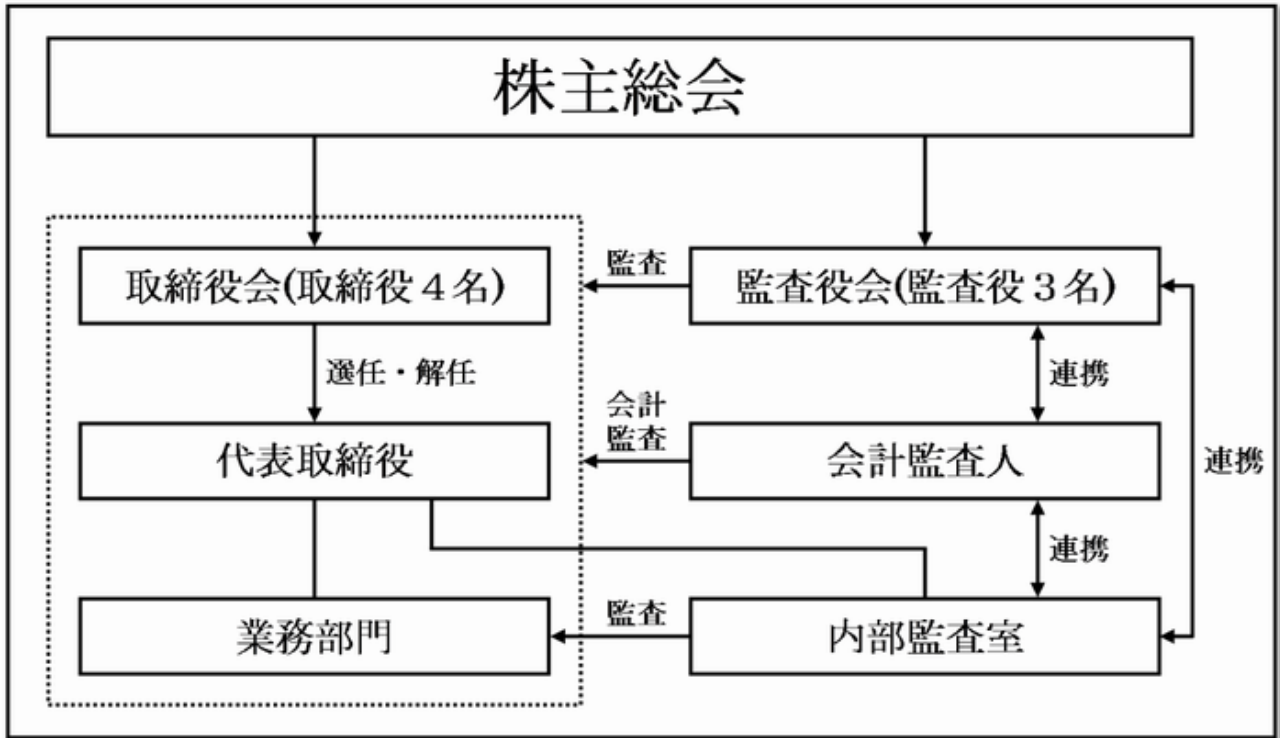 株主総会
取締役会(取締役４名)
監査
監査役会(監査役３名)
選任・解任
連携
会計
監査
代表取締役
会計監査人
連携
連携
監査
業務部門
内部監査室